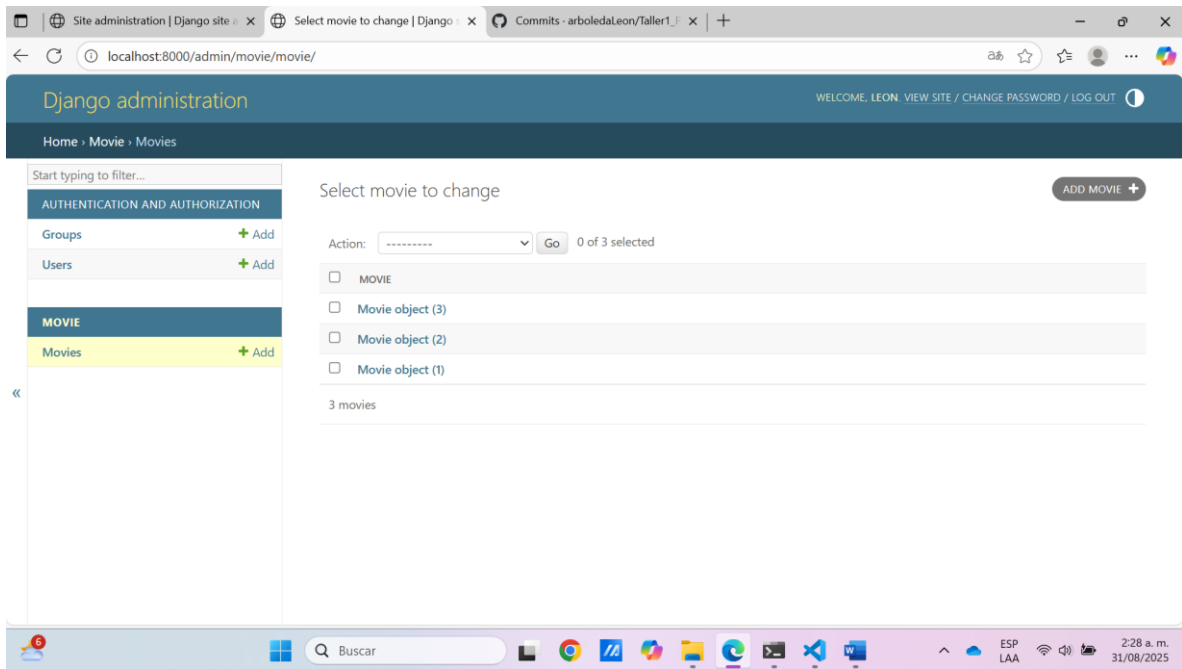 Site administration | Django site a
Select movie to change | Django s
Commits · arboledaLeon/Taller1_P
localhost:8000/admin/movie/movie/
Django administration
WELCOME, LEON. VIEW SITE / CHANGE PASSWORD / LOG OUT
Home › Movie › Movies
Start typing to filter...
AUTHENTICATION AND AUTHORIZATION
Groups + Add
Users + Add
MOVIE
Movies + Add
«
Select movie to change
ADD MOVIE +
Action: --------- Go 0 of 3 selected
MOVIE
Movie object (3)
Movie object (2)
Movie object (1)
3 movies
6
Buscar
ESP
LAA
2:28 a. m.
31/08/2025